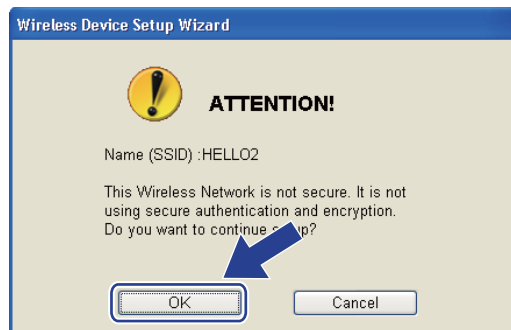 Wireless Device Setup Wizard
ATTENTION!
Name (SSID) :HELLO2
This Wireless Network is not secure. It is not
using secure authentication and encryption.
Do you want to continue setup?
OK
Cancel